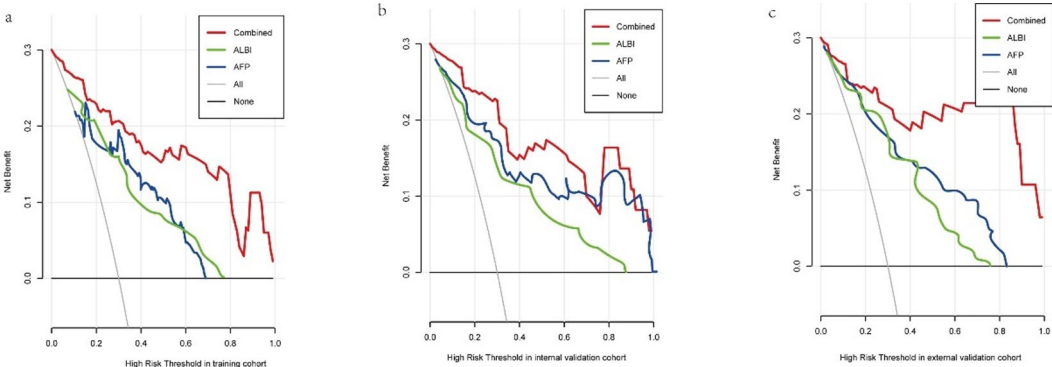 a
Combined
ALBI
AFP
All
None
Net Benefit
0.3
0.2
0.1
0.0
0.0 0.2 0.4 0.6 0.8 1.0
High Risk Threshold in training cohort
b
Combined
ALBI
AFP
All
None
Net Benefit
0.3
0.2
0.1
0.0
0.0 0.2 0.4 0.6 0.8 1.0
High Risk Threshold in internal validation cohort
c
Combined
ALBI
AFP
All
None
Net Benefit
0.3
0.2
0.1
0.0
0.0 0.2 0.4 0.6 0.8 1.0
High Risk Threshold in external validation cohort